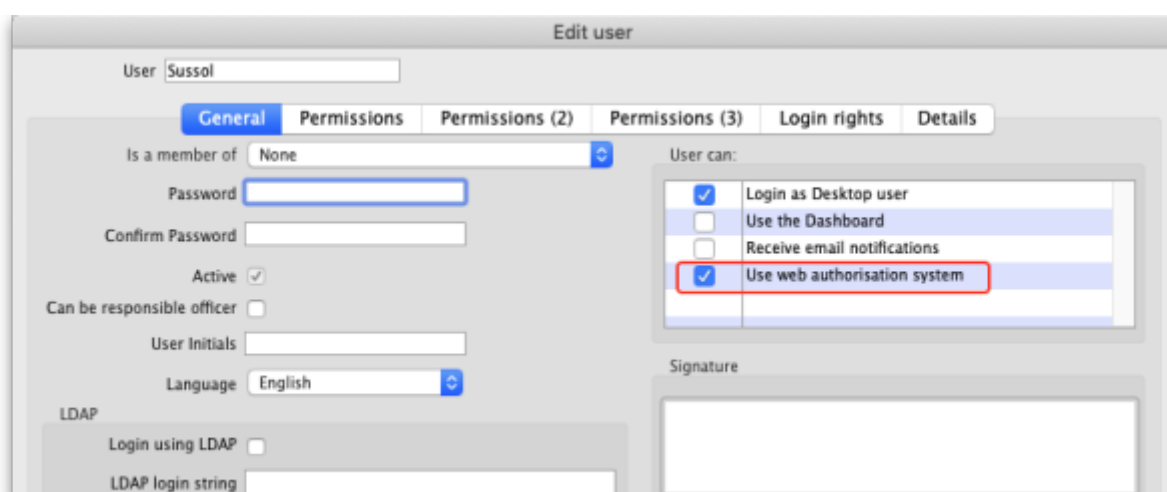 Edit user
User Sussol
General Permissions Permissions (2) Permissions (3) Login rights Details
Is a member of None
User can:
Password
Login as Desktop user
Use the Dashboard
Confirm Password
Receive email notifications
Active
Use web authorisation system
Can be responsible officer
User Initials
Signature
Language English
LDAP
Login using LDAP
LDAP login string